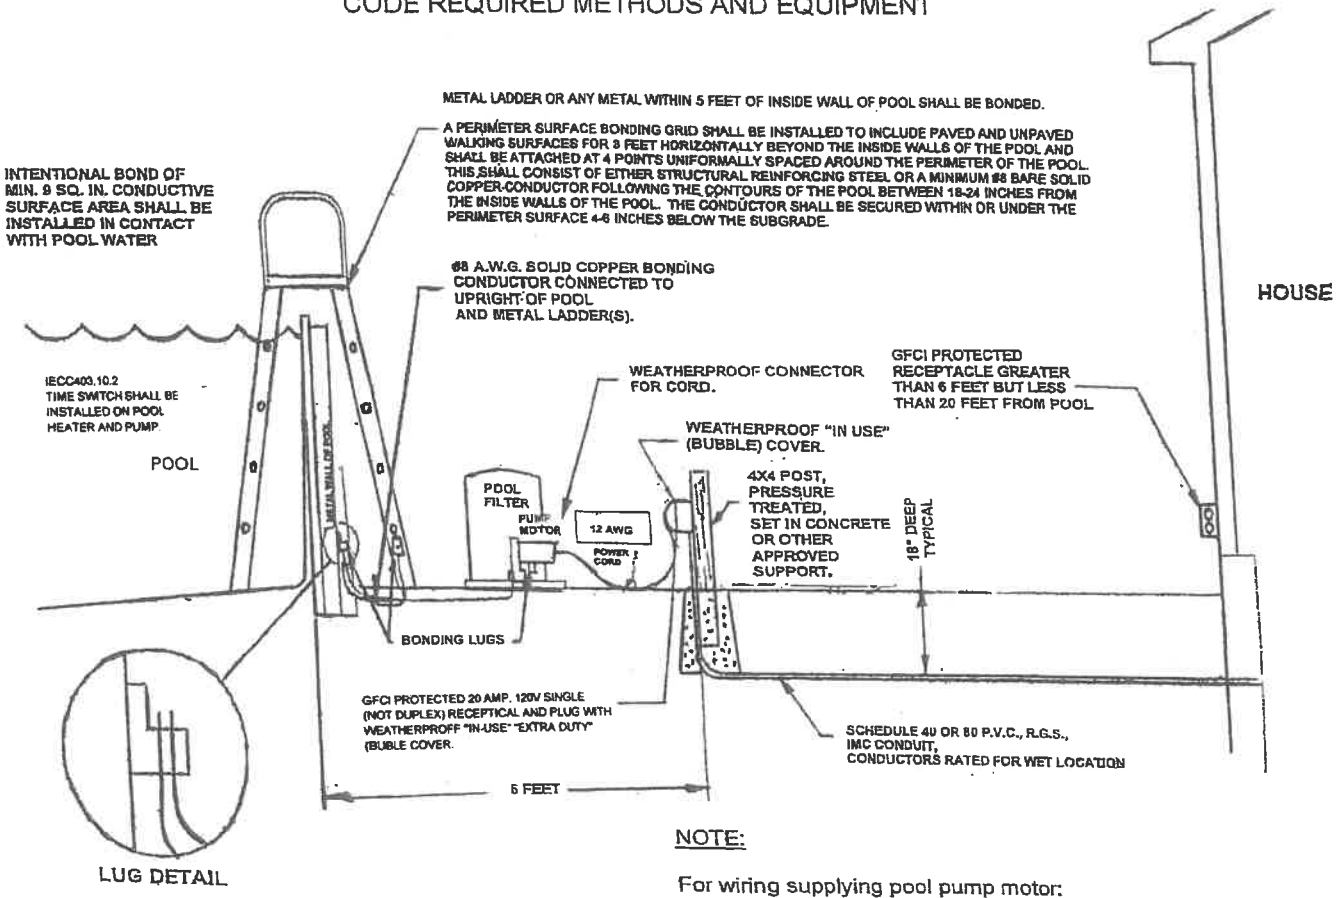 CODE REQUIRED METHODS AND EQUIPMENT
METAL LADDER OR ANY METAL WITHIN 5 FEET OF INSIDE WALL OF POOL SHALL BE BONDED.
A PERIMETER SURFACE BONDING GRID SHALL BE INSTALLED TO INCLUDE PAVED AND UNPAVED
WALKING SURFACES FOR 3 FEET HORIZONTALLY BEYOND THE INSIDE WALLS OF THE POOL AND
SHALL BE ATTACHED AT 4 POINTS UNIFORMALLY SPACED AROUND THE PERIMETER OF THE POOL.
THIS SHALL CONSIST OF EITHER STRUCTURAL REINFORCING STEEL OR A MINIMUM #8 BARE SOLID
COPPER-CONDUCTOR FOLLOWING THE CONTOURS OF THE POOL BETWEEN 18-24 INCHES FROM
THE INSIDE WALLS OF THE POOL. THE CONDUCTOR SHALL BE SECURED WITHIN OR UNDER THE
PERIMETER SURFACE 4-6 INCHES BELOW THE SUBGRADE.
INTENTIONAL BOND OF
MIN. 9 SQ. IN. CONDUCTIVE
SURFACE AREA SHALL BE
INSTALLED IN CONTACT
WITH POOL WATER
#8 A.W.G. SOLID COPPER BONDING
CONDUCTOR CONNECTED TO
UPRIGHT OF POOL
AND METAL LADDER(S).
HOUSE
GFCI PROTECTED
RECEPTACLE GREATER
THAN 6 FEET BUT LESS
THAN 20 FEET FROM POOL
WEATHERPROOF CONNECTOR
FOR CORD.
IECC403.10.2
TIME SWITCH SHALL BE
INSTALLED ON POOL
HEATER AND PUMP.
POOL
METAL WALL OF POOL
WEATHERPROOF "IN USE"
(BUBBLE) COVER.
4X4 POST,
PRESSURE
TREATED,
SET IN CONCRETE
OR OTHER
APPROVED
SUPPORT.
18" DEEP
TYPICAL
POOL
FILTER
PUMP
MOTOR
12 AWG
POWER
CORD
BONDING LUGS
GFCI PROTECTED 20 AMP. 120V SINGLE
(NOT DUPLEX) RECEPTICAL AND PLUG WITH
WEATHERPROFF "IN-USE" "EXTRA DUTY"
(BUBLE COVER.
SCHEDULE 40 OR 80 P.V.C., R.G.S.,
IMC CONDUIT,
CONDUCTORS RATED FOR WET LOCATION
6 FEET
LUG DETAIL
NOTE:
For wiring supplying pool pump motor: